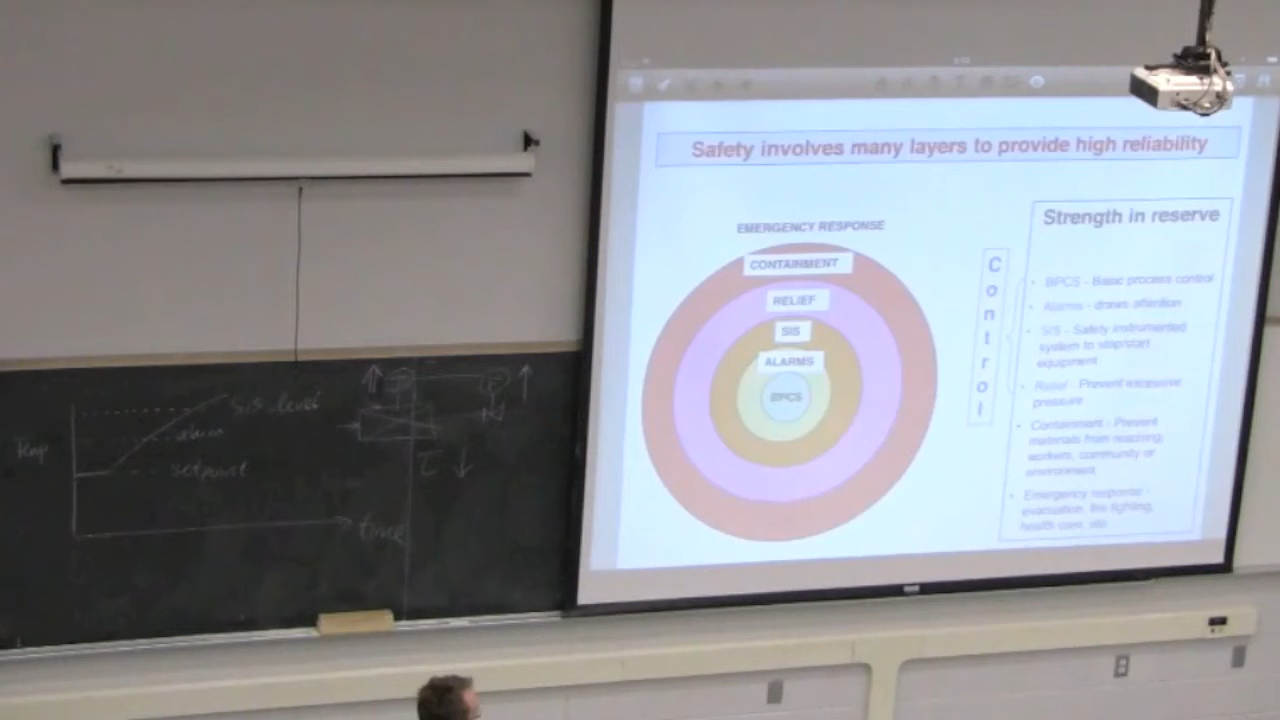 Safety involves many layers to provide high reliability
EMERGENCY RESPONSE
CONTAINMENT
RELIEF
SIS
ALARMS
BPCS
Control
Strength in reserve
• BPCS - Basic process control
• Alarms - draws attention
• SIS - Safety instrumented
system to stop/start
equipment
• Relief - Prevent excessive
pressure
• Containment - Prevent
materials from reaching,
workers, community or
environment
• Emergency response -
evacuation, fire fighting,
health care, etc
SIS level
alarm
setpoint
time